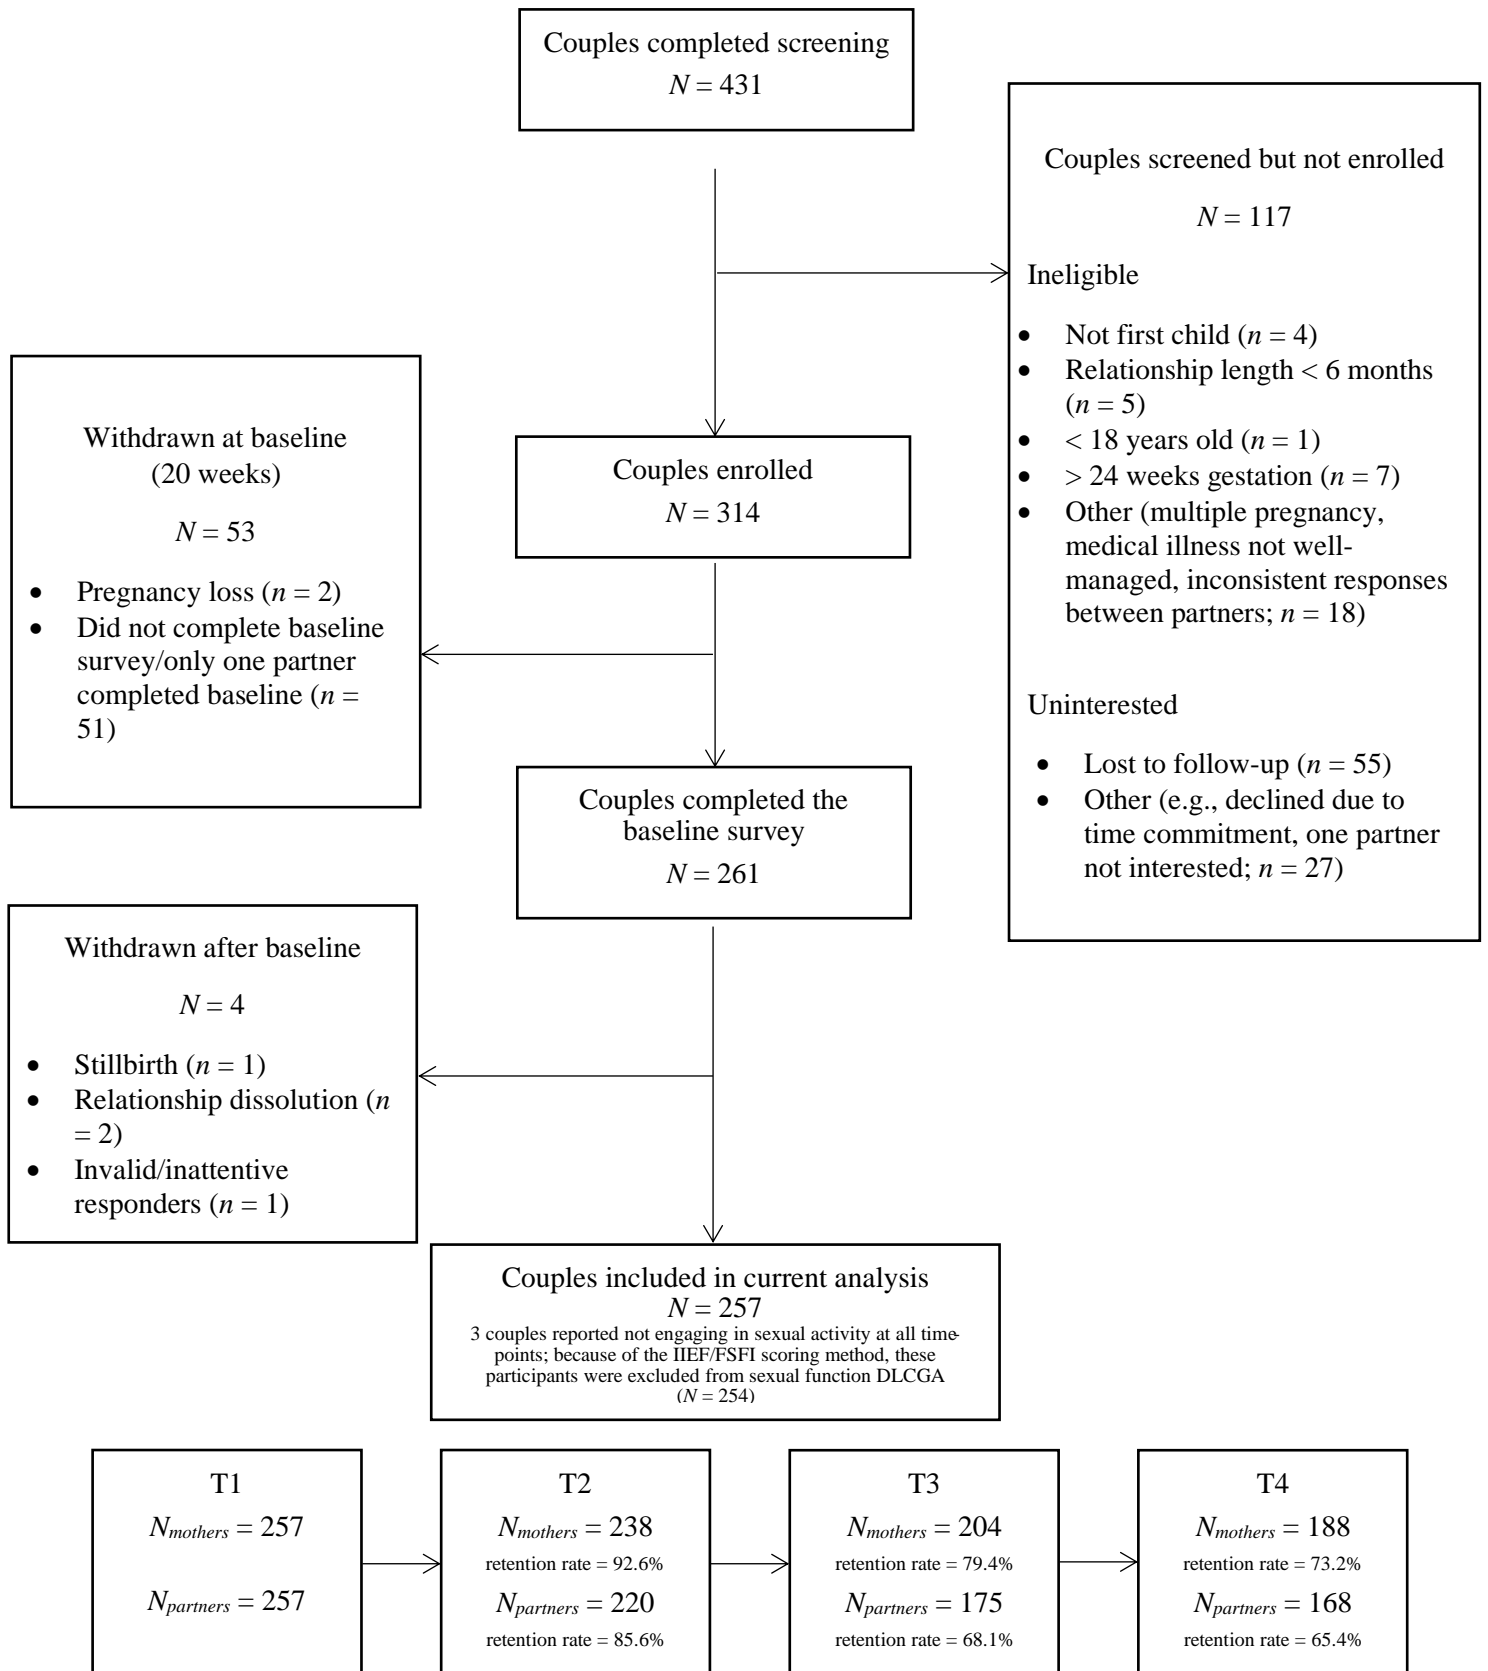 Couples completed screening
N = 431
Couples screened but not enrolled
N = 117
Ineligible
• Not first child (n = 4)
• Relationship length < 6 months
(n = 5)
• < 18 years old (n = 1)
• > 24 weeks gestation (n = 7)
• Other (multiple pregnancy,
medical illness not well-
managed, inconsistent responses
between partners; n = 18)
Uninterested
• Lost to follow-up (n = 55)
• Other (e.g., declined due to
time commitment, one partner
not interested; n = 27)
Couples enrolled
N = 314
Withdrawn at baseline
(20 weeks)
N = 53
• Pregnancy loss (n = 2)
• Did not complete baseline
survey/only one partner
completed baseline (n =
51)
Couples completed the
baseline survey
N = 261
Withdrawn after baseline
N = 4
• Stillbirth (n = 1)
• Relationship dissolution (n
= 2)
• Invalid/inattentive
responders (n = 1)
Couples included in current analysis
N = 257
3 couples reported not engaging in sexual activity at all time-
points; because of the IIEF/FSFI scoring method, these
participants were excluded from sexual function DLCGA
(N = 254)
T1
Nmothers = 257
Npartners = 257
T2
Nmothers = 238
retention rate = 92.6%
Npartners = 220
retention rate = 85.6%
T3
Nmothers = 204
retention rate = 79.4%
Npartners = 175
retention rate = 68.1%
T4
Nmothers = 188
retention rate = 73.2%
Npartners = 168
retention rate = 65.4%